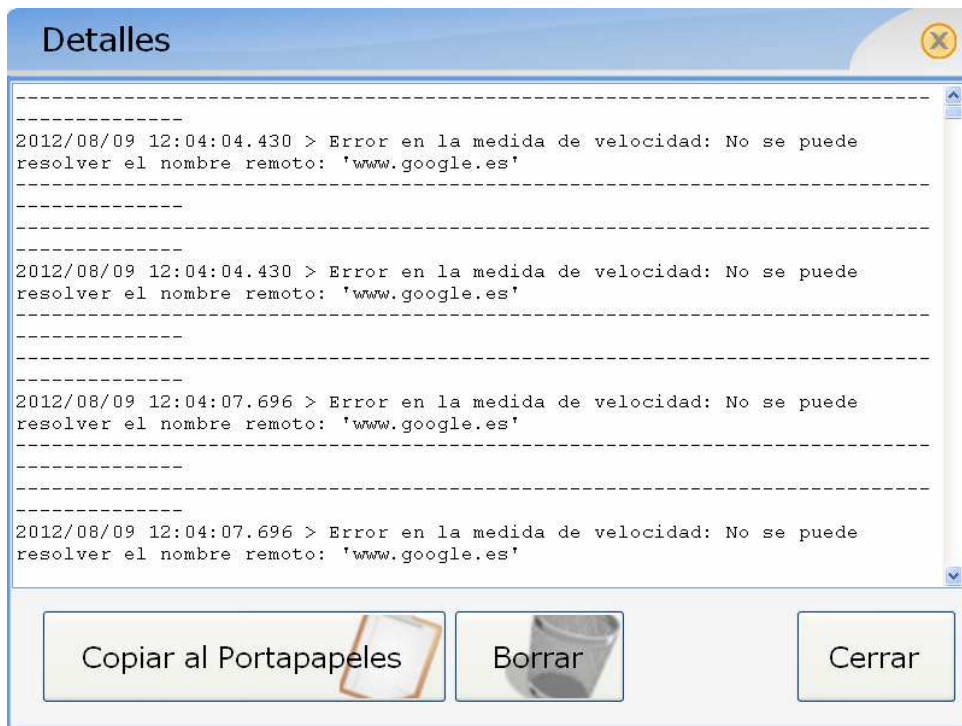 Detalles
----------------------------------------------------------------------------
--------------
2012/08/09 12:04:04.430 > Error en la medida de velocidad: No se puede
resolver el nombre remoto: 'www.google.es'
----------------------------------------------------------------------------
--------------
----------------------------------------------------------------------------
--------------
2012/08/09 12:04:04.430 > Error en la medida de velocidad: No se puede
resolver el nombre remoto: 'www.google.es'
----------------------------------------------------------------------------
--------------
----------------------------------------------------------------------------
--------------
2012/08/09 12:04:07.696 > Error en la medida de velocidad: No se puede
resolver el nombre remoto: 'www.google.es'
----------------------------------------------------------------------------
--------------
----------------------------------------------------------------------------
--------------
2012/08/09 12:04:07.696 > Error en la medida de velocidad: No se puede
resolver el nombre remoto: 'www.google.es'
Copiar al Portapapeles
Borrar
Cerrar